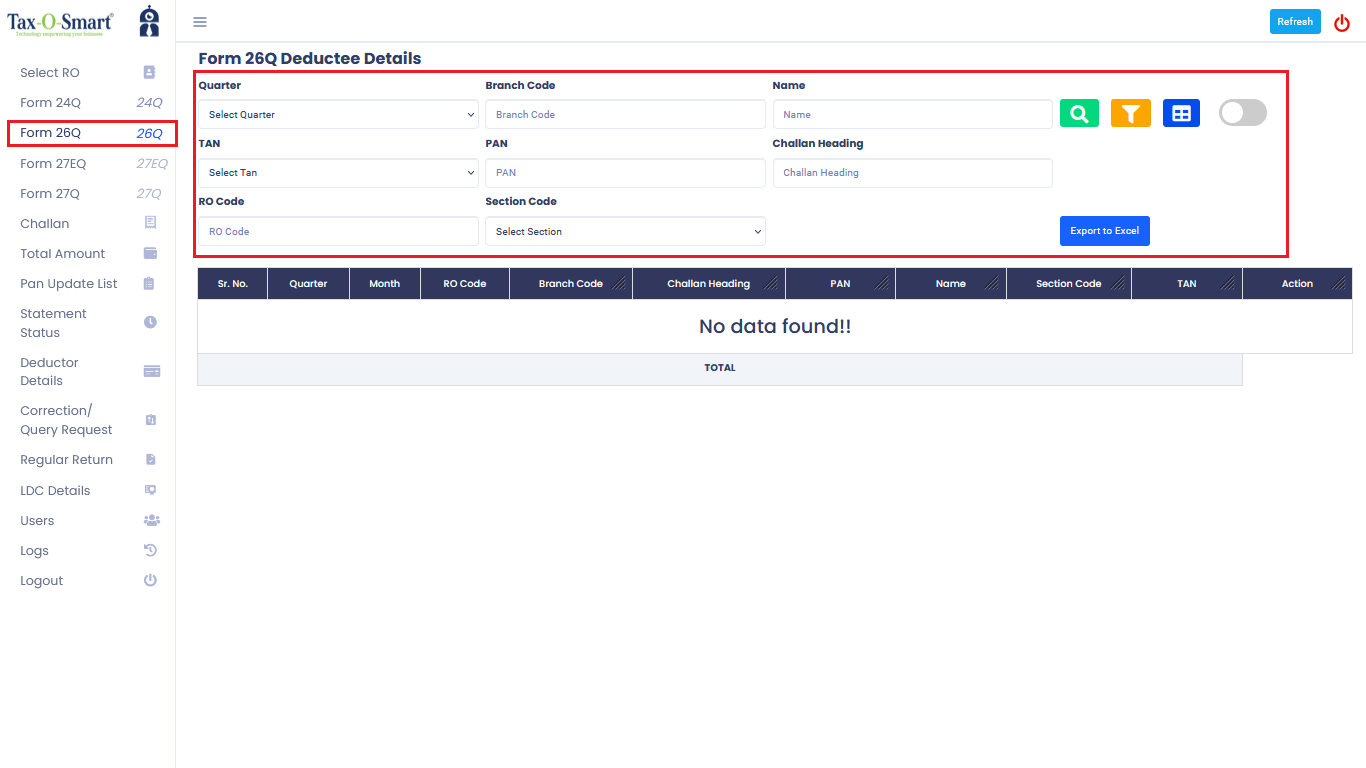 Tax-O-Smart®
Technology empowering your business
Refresh
Select RO
Form 24Q 24Q
Form 26Q 26Q
Form 27EQ 27EQ
Form 27Q 27Q
Challan
Total Amount
Pan Update List
Statement
Status
Deductor
Details
Correction/
Query Request
Regular Return
LDC Details
Users
Logs
Logout
Form 26Q Deductee Details
Quarter Branch Code Name
Select Quarter Branch Code Name
TAN PAN Challan Heading
Select Tan PAN Challan Heading
RO Code Section Code
RO Code Select Section Export to Excel
Sr. No. Quarter Month RO Code Branch Code Challan Heading PAN Name Section Code TAN Action
No data found!!
TOTAL